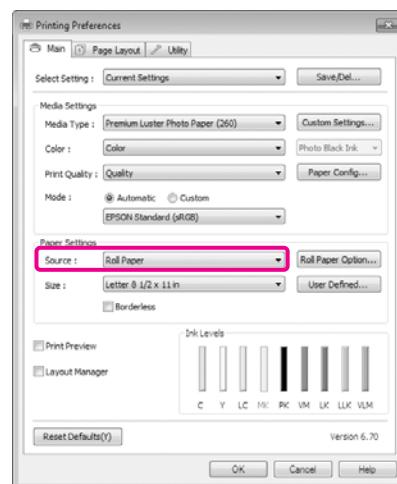 Printing Preferences
Main Page Layout Utility
Select Setting : Current Settings Save/Del...
Media Settings
Media Type : Premium Luster Photo Paper (260) Custom Settings...
Color : Color Photo Black Ink
Print Quality : Quality Paper Config...
Mode : Automatic Custom
EPSON Standard (sRGB)
Paper Settings
Source : Roll Paper Roll Paper Option...
Size : Letter 8 1/2 x 11 in User Defined...
Borderless
Ink Levels
Print Preview
Layout Manager
C Y LC MK PK VM LK LLK VLM
Reset Defaults(Y) Version 6.70
OK Cancel Help